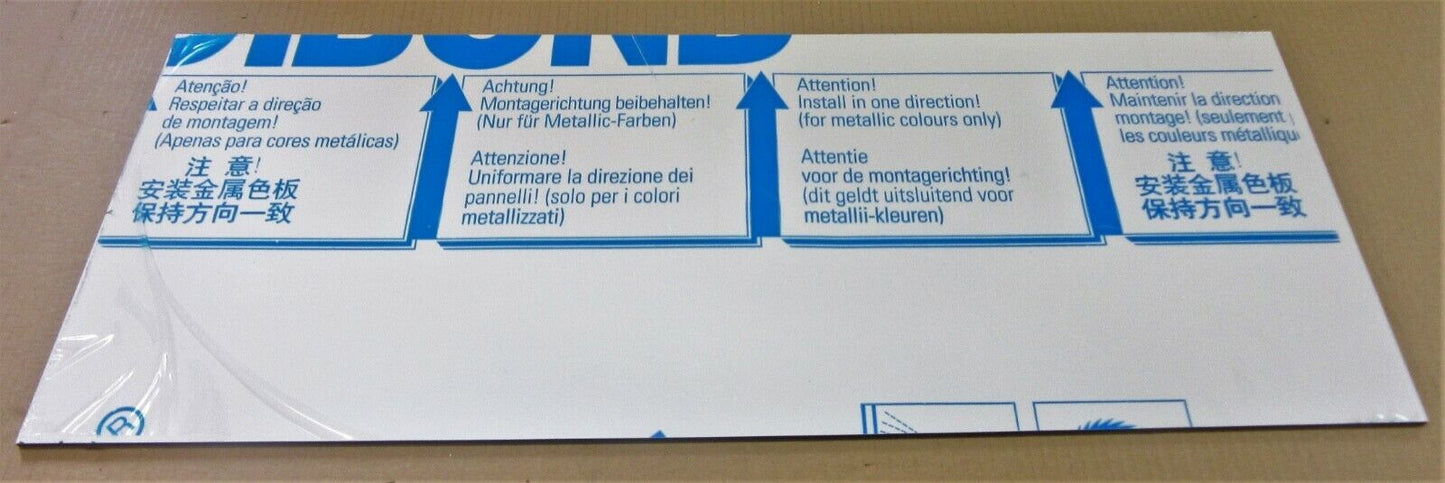 DIBOND
Atenção!
Respeitar a direção
de montagem!
(Apenas para cores metálicas)
注 意!
安装金属色板
保持方向一致
Achtung!
Montagerichtung beibehalten!
(Nur für Metallic-Farben)
Attenzione!
Uniformare la direzione dei
pannelli! (solo per i colori
metallizzati)
Attention!
Install in one direction!
(for metallic colours only)
Attentie
voor de montagerichting!
(dit geldt uitsluitend voor
metallii-kleuren)
Attention!
Maintenir la direction
montage! (seulement
les couleurs métalliqu
注 意!
安装金属色板
保持方向一致
®